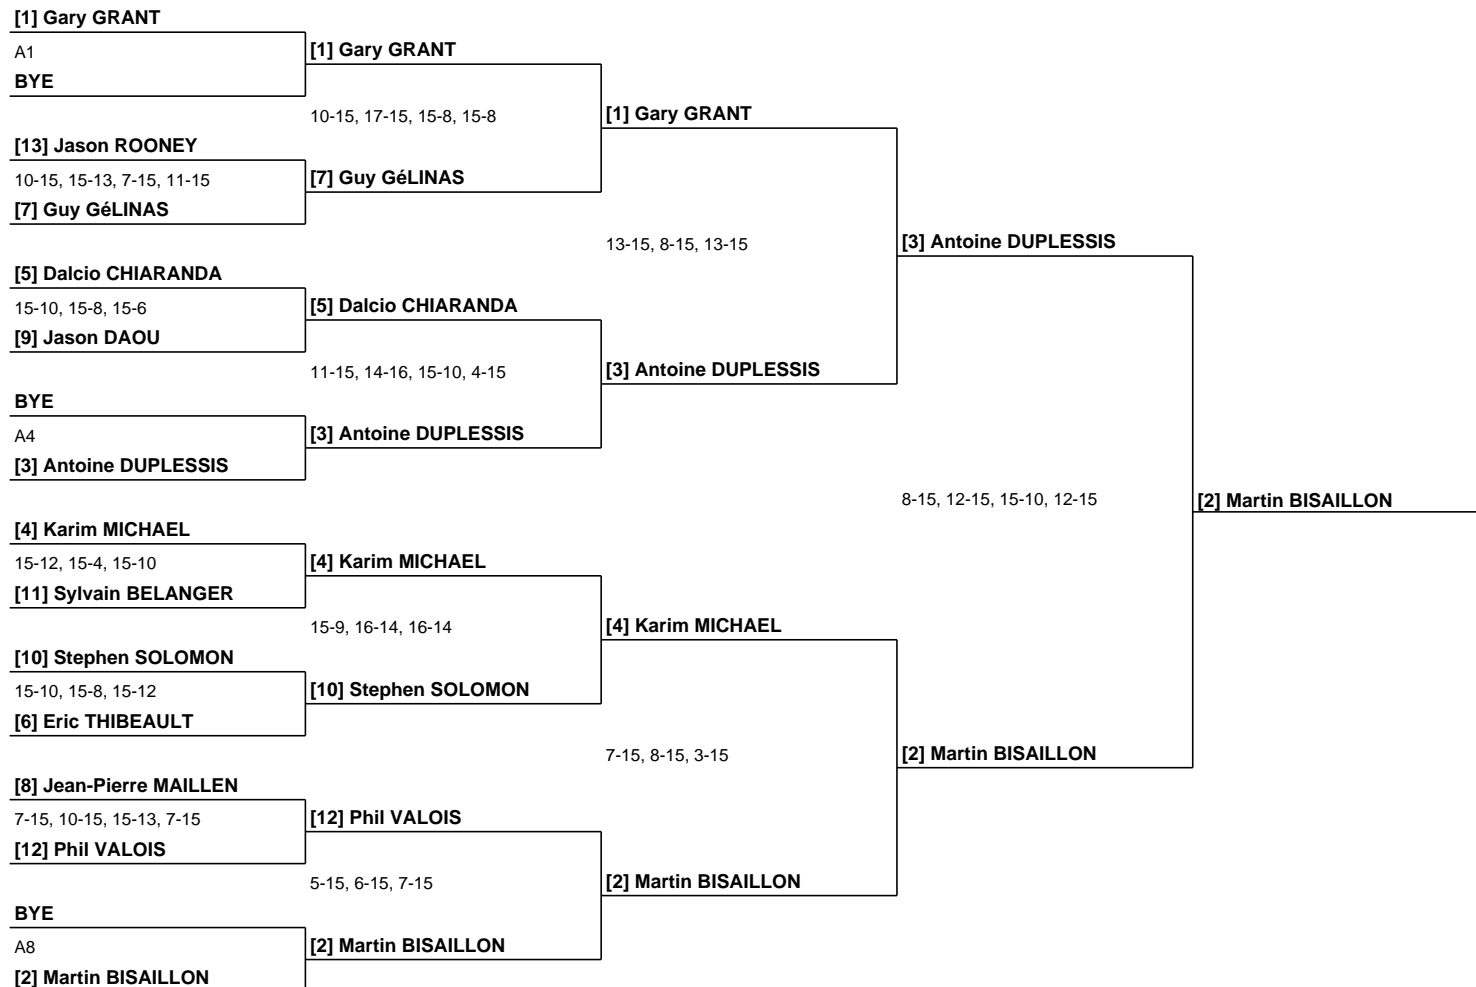 [1] Gary GRANT
A1
BYE
[13] Jason ROONEY
10-15, 15-13, 7-15, 11-15
[7] Guy GéLINAS
[5] Dalcio CHIARANDA
15-10, 15-8, 15-6
[9] Jason DAOU
BYE
A4
[3] Antoine DUPLESSIS
[4] Karim MICHAEL
15-12, 15-4, 15-10
[11] Sylvain BELANGER
[10] Stephen SOLOMON
15-10, 15-8, 15-12
[6] Eric THIBEAULT
[8] Jean-Pierre MAILLEN
7-15, 10-15, 15-13, 7-15
[12] Phil VALOIS
BYE
A8
[2] Martin BISAILLON
[1] Gary GRANT
10-15, 17-15, 15-8, 15-8
[7] Guy GéLINAS
[5] Dalcio CHIARANDA
11-15, 14-16, 15-10, 4-15
[3] Antoine DUPLESSIS
[4] Karim MICHAEL
15-9, 16-14, 16-14
[10] Stephen SOLOMON
[12] Phil VALOIS
5-15, 6-15, 7-15
[2] Martin BISAILLON
[1] Gary GRANT
13-15, 8-15, 13-15
[3] Antoine DUPLESSIS
[4] Karim MICHAEL
7-15, 8-15, 3-15
[2] Martin BISAILLON
[3] Antoine DUPLESSIS
8-15, 12-15, 15-10, 12-15
[2] Martin BISAILLON
[2] Martin BISAILLON